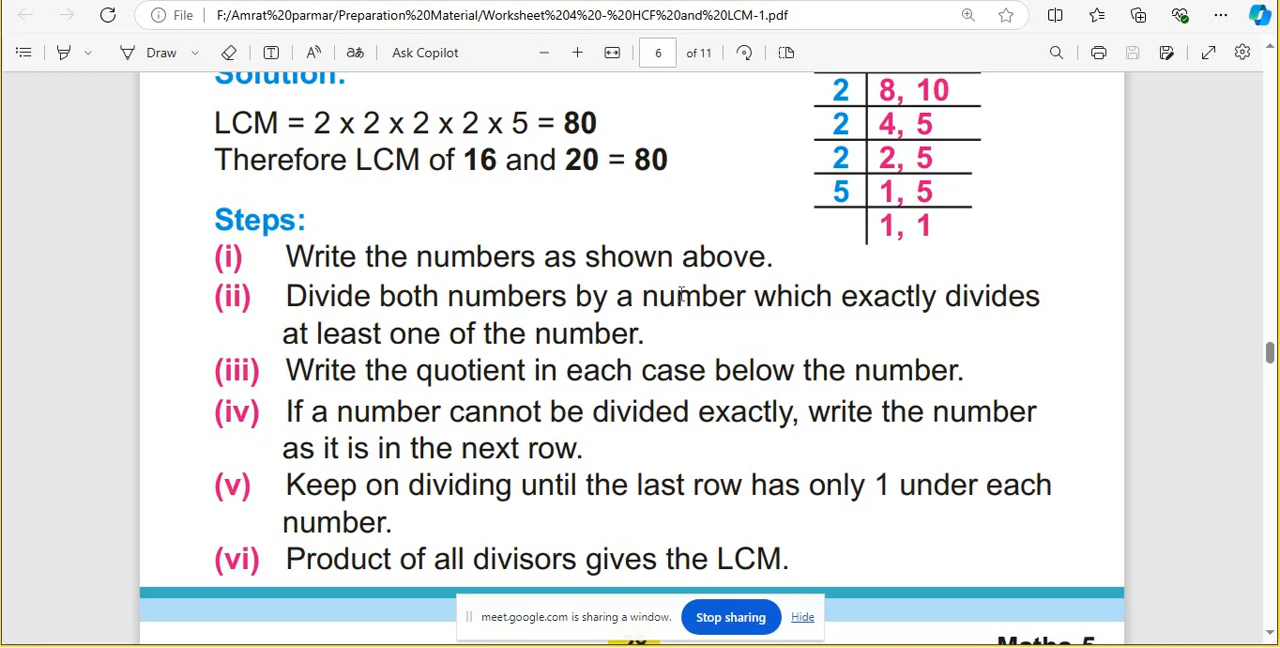 File F:/Amrat%20parmar/Preparation%20Material/Worksheet%204%20-%20HCF%20and%20LCM-1.pdf
Draw aあ Ask Copilot 6 of 11
Solution:
2 8, 10
LCM = 2 x 2 x 2 x 2 x 5 = 80
2 4, 5
Therefore LCM of 16 and 20 = 80
2 2, 5
5 1, 5
1, 1
Steps:
(i) Write the numbers as shown above.
(ii) Divide both numbers by a number which exactly divides
at least one of the number.
(iii) Write the quotient in each case below the number.
(iv) If a number cannot be divided exactly, write the number
as it is in the next row.
(v) Keep on dividing until the last row has only 1 under each
number.
(vi) Product of all divisors gives the LCM.
meet.google.com is sharing a window. Stop sharing Hide
Maths-5